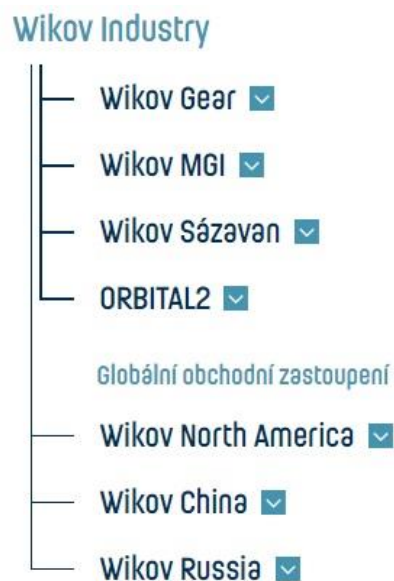 Wikov Industry
Wikov Gear
Wikov MGI
Wikov Sázavan
ORBITAL2
Globální obchodní zastoupení
Wikov North America
Wikov China
Wikov Russia